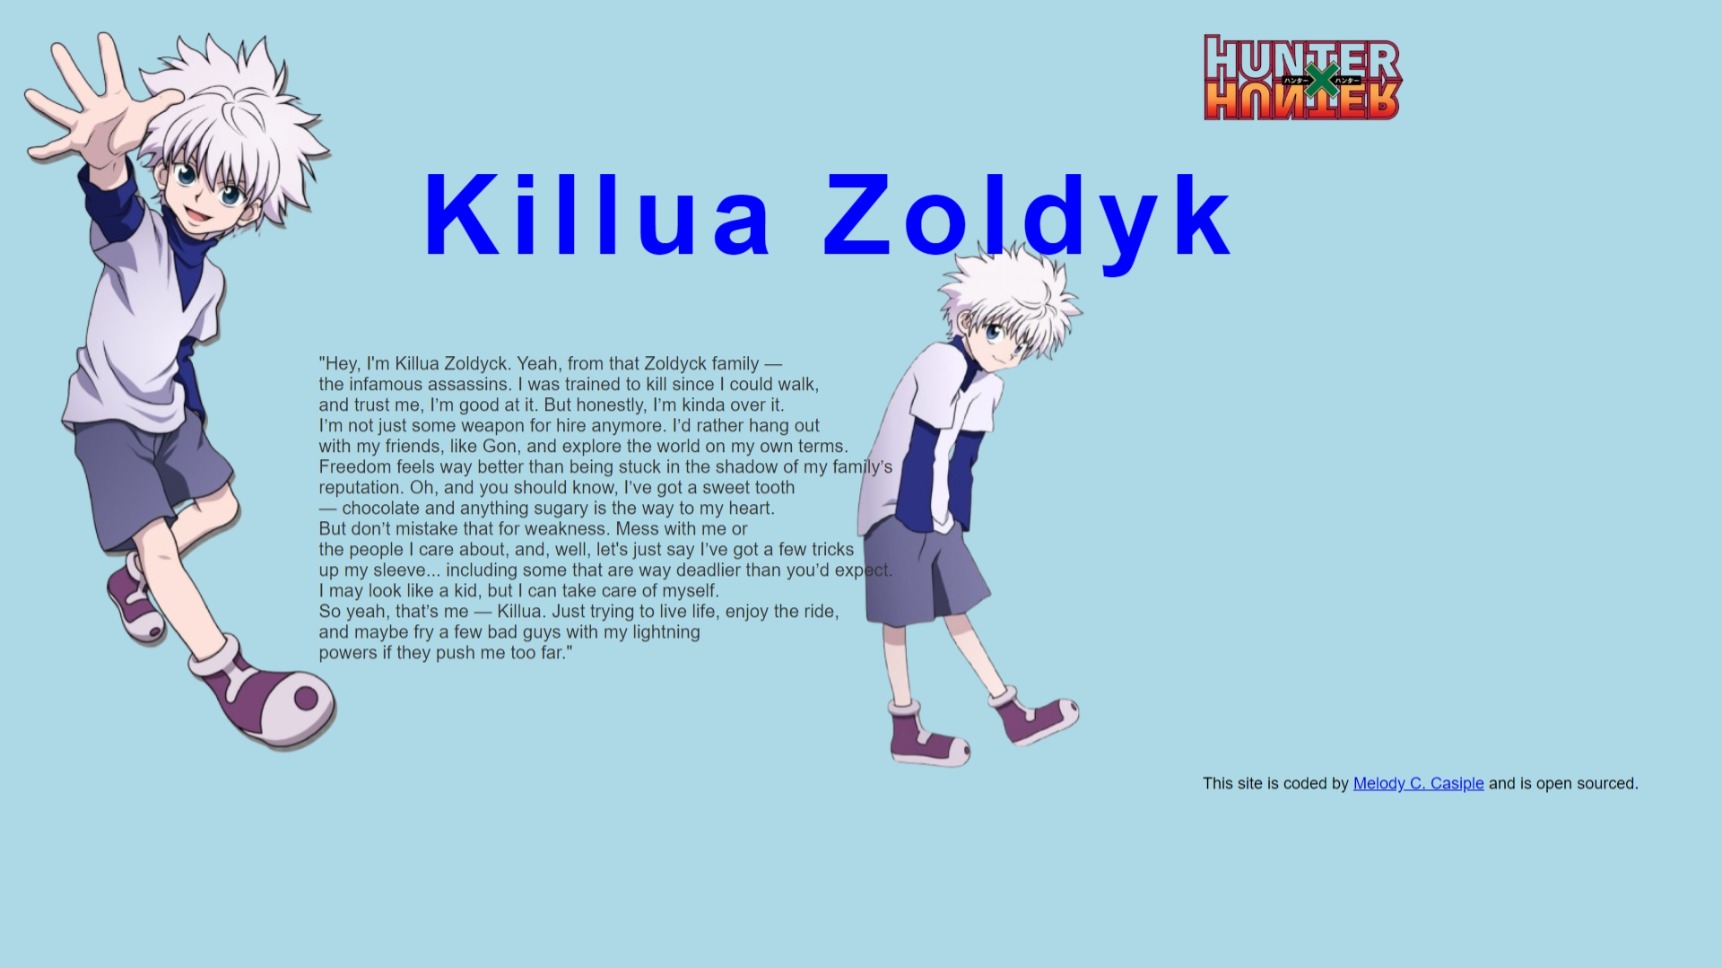 HUNTER
ハンター X ハンター
HUNTER
Killua Zoldyk
"Hey, I'm Killua Zoldyck. Yeah, from that Zoldyck family —
the infamous assassins. I was trained to kill since I could walk,
and trust me, I’m good at it. But honestly, I’m kinda over it.
I’m not just some weapon for hire anymore. I’d rather hang out
with my friends, like Gon, and explore the world on my own terms.
Freedom feels way better than being stuck in the shadow of my family’s
reputation. Oh, and you should know, I’ve got a sweet tooth
— chocolate and anything sugary is the way to my heart.
But don’t mistake that for weakness. Mess with me or
the people I care about, and, well, let's just say I’ve got a few tricks
up my sleeve... including some that are way deadlier than you’d expect.
I may look like a kid, but I can take care of myself.
So yeah, that’s me — Killua. Just trying to live life, enjoy the ride,
and maybe fry a few bad guys with my lightning
powers if they push me too far."
This site is coded by Melody C. Casiple and is open sourced.